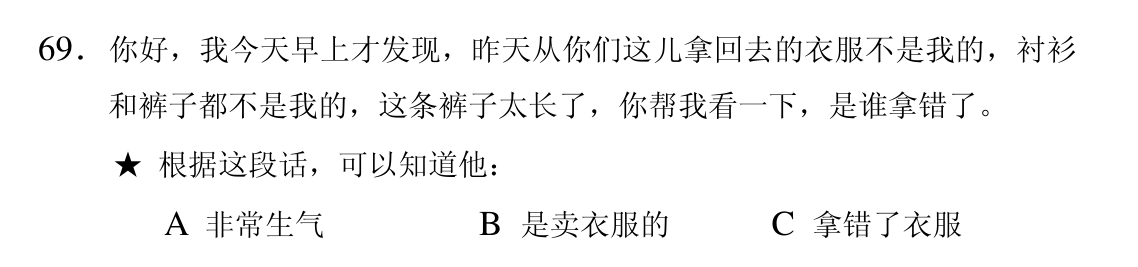 69. 你好，我今天早上才发现，昨天从你们这儿拿回去的衣服不是我的，衬衫
和裤子都不是我的，这条裤子太长了，你帮我看一下，是谁拿错了。
★ 根据这段话，可以知道他：
A 非常生气 B 是卖衣服的 C 拿错了衣服